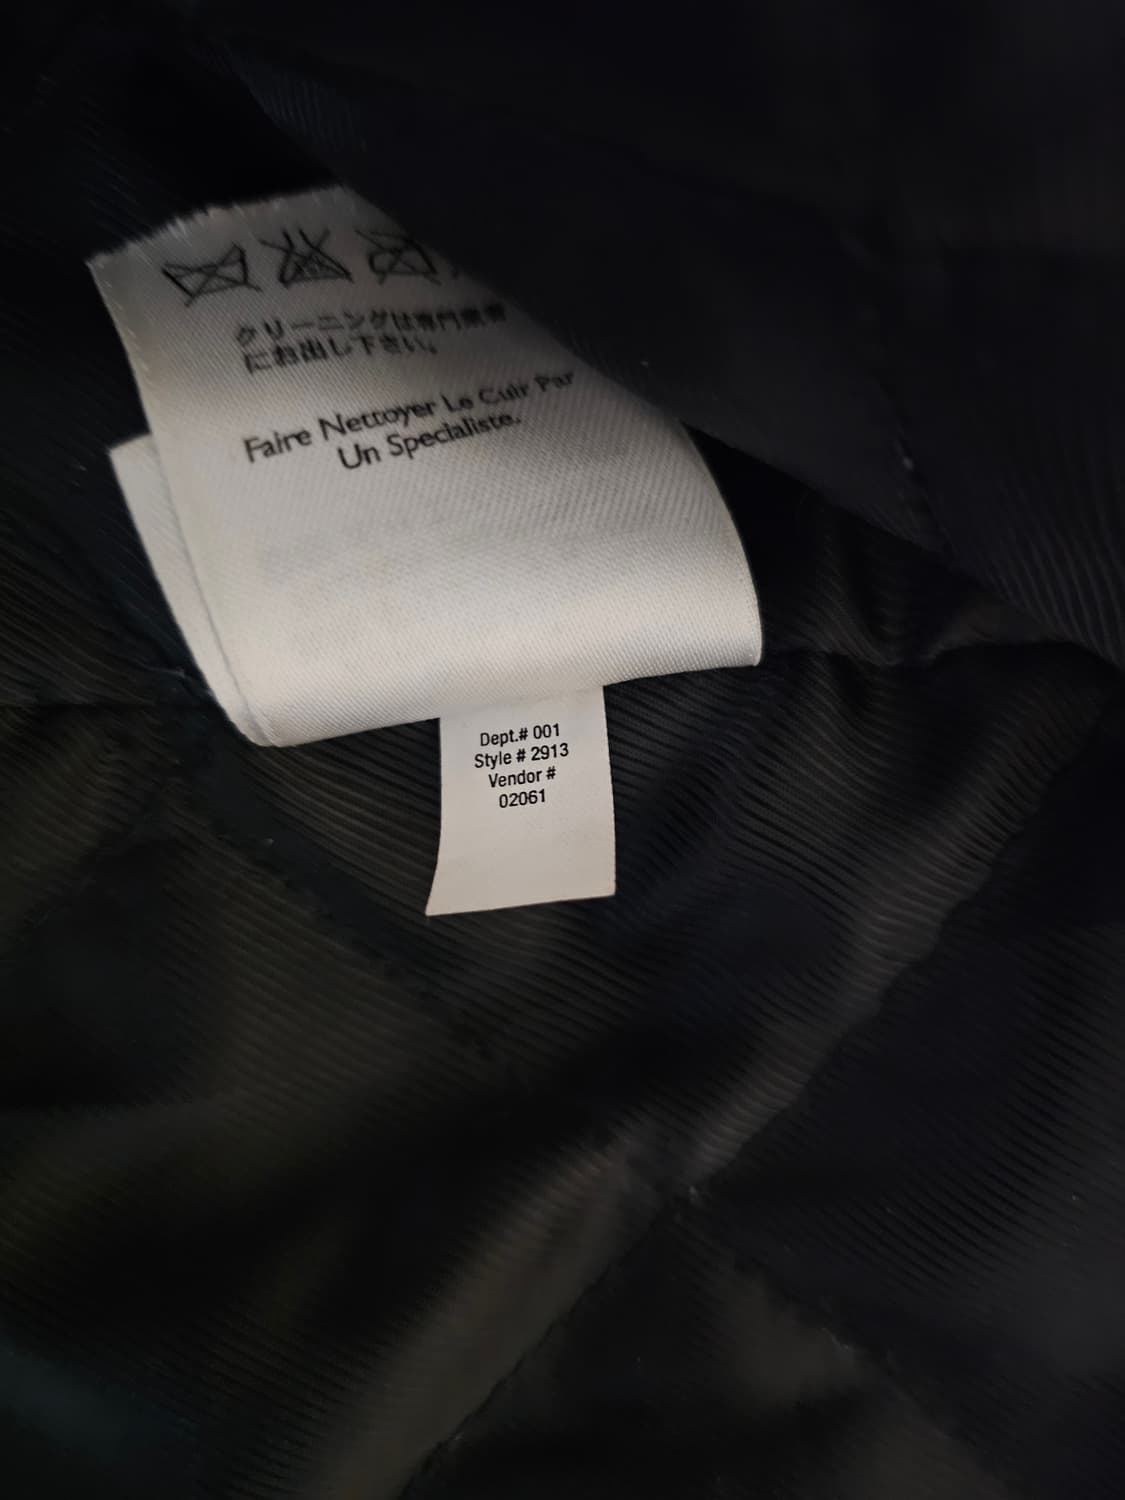 クリーニングは専門業者
にお出し下さい。
Faire Nettoyer Le Cuir Par
Un Specialiste.
Dept.# 001
Style # 2913
Vendor #
02061